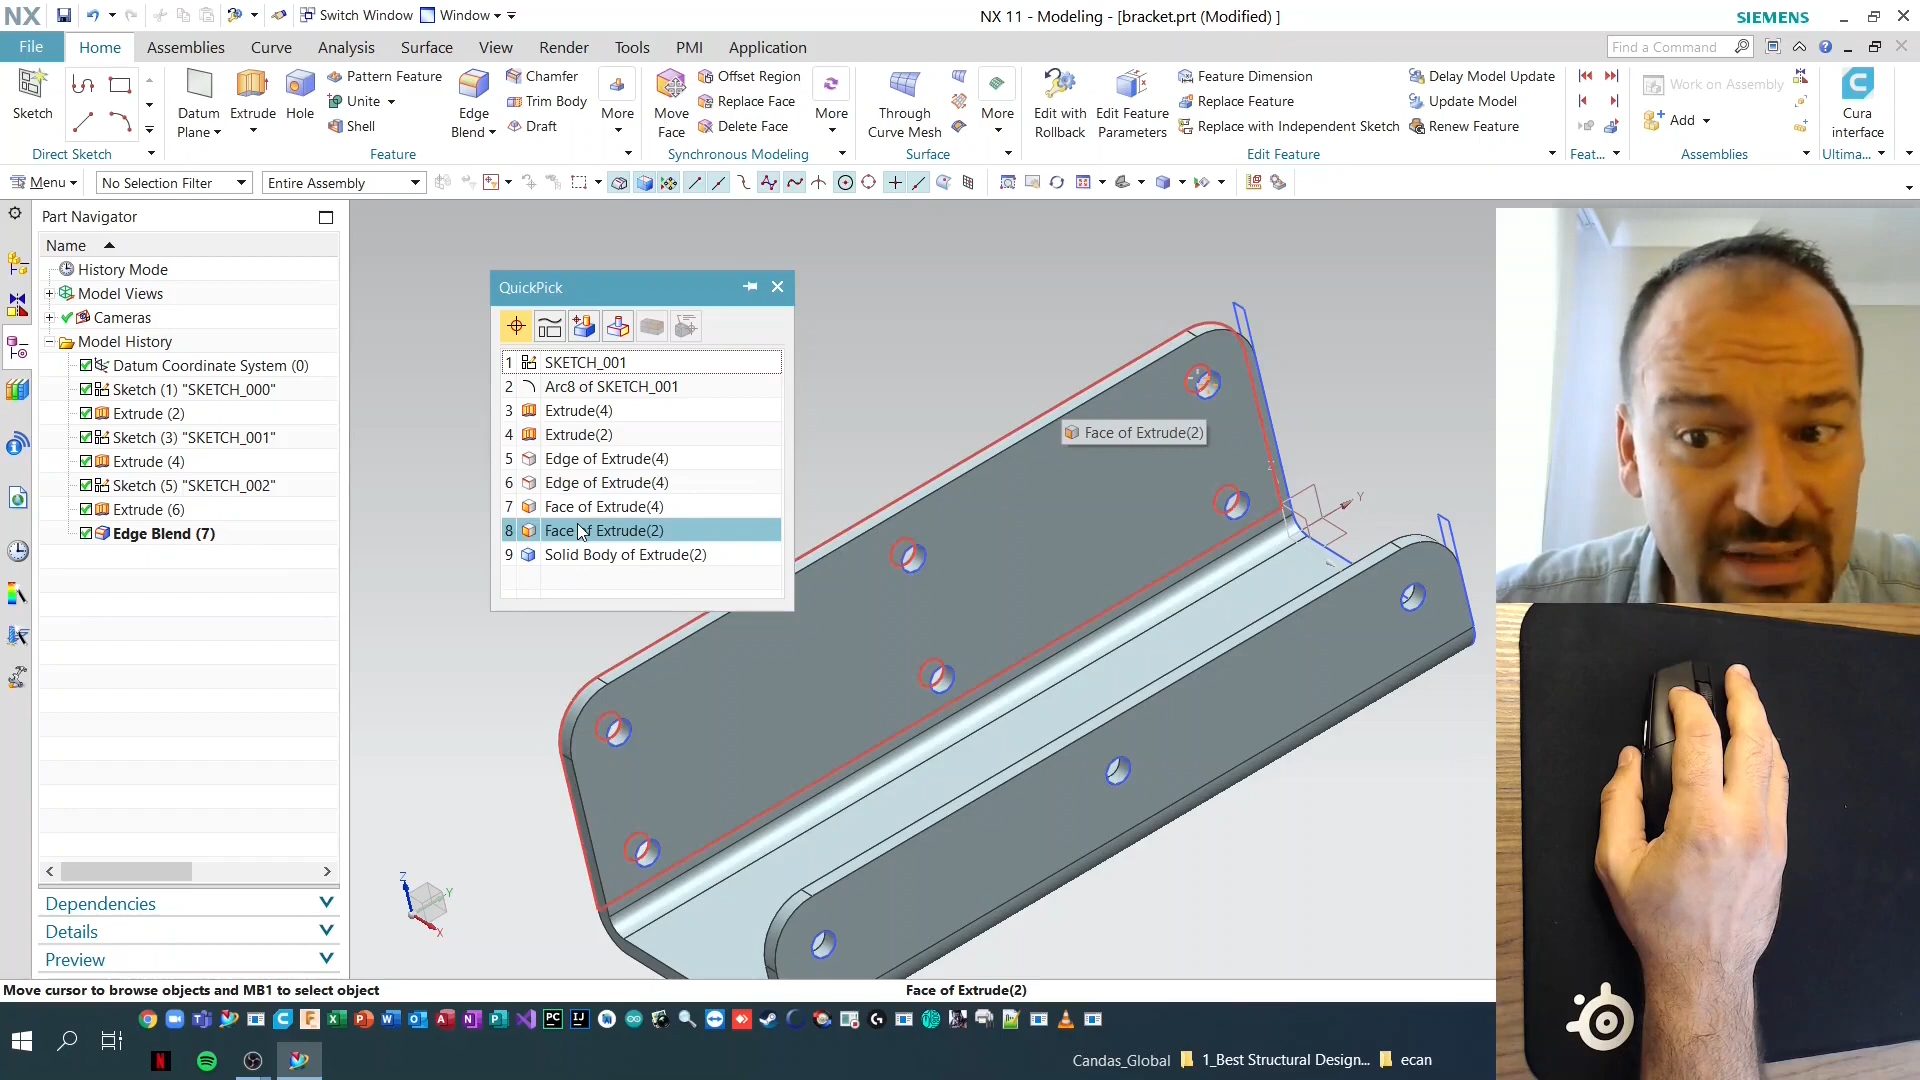 NX
Switch Window
Window
NX 11 - Modeling - [bracket.prt (Modified) ]
SIEMENS
File
Home
Assemblies
Curve
Analysis
Surface
View
Render
Tools
PMI
Application
Find a Command
Sketch
Direct Sketch
Datum
Plane
Extrude
Hole
Pattern Feature
Unite
Shell
Edge
Blend
Chamfer
Trim Body
Draft
More
Feature
Move
Face
Offset Region
Replace Face
Delete Face
More
Synchronous Modeling
Through
Curve Mesh
More
Surface
Edit with
Rollback
Edit Feature
Parameters
Feature Dimension
Replace Feature
Replace with Independent Sketch
Delay Model Update
Update Model
Renew Feature
Edit Feature
Feat...
Work on Assembly
Add
Assemblies
Cura
interface
Ultima...
Menu
No Selection Filter
Entire Assembly
Part Navigator
Name
History Mode
Model Views
Cameras
Model History
Datum Coordinate System (0)
Sketch (1) "SKETCH_000"
Extrude (2)
Sketch (3) "SKETCH_001"
Extrude (4)
Sketch (5) "SKETCH_002"
Extrude (6)
Edge Blend (7)
Dependencies
Details
Preview
QuickPick
1 SKETCH_001
2 Arc8 of SKETCH_001
3 Extrude(4)
4 Extrude(2)
5 Edge of Extrude(4)
6 Edge of Extrude(4)
7 Face of Extrude(4)
8 Face of Extrude(2)
9 Solid Body of Extrude(2)
Face of Extrude(2)
Y
Z
Y
X
Move cursor to browse objects and MB1 to select object
Face of Extrude(2)
Candas_Global
1_Best Structural Design...
ecan